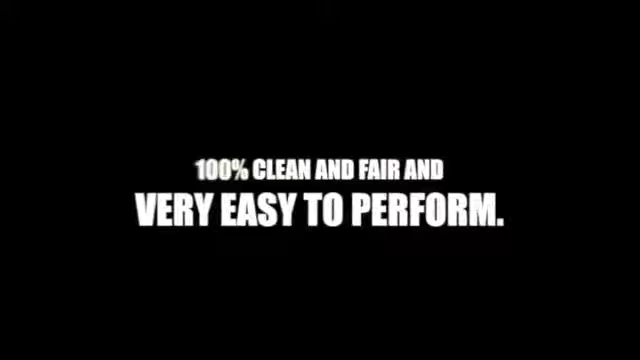 100% CLEAN AND FAIR AND
VERY EASY TO PERFORM.